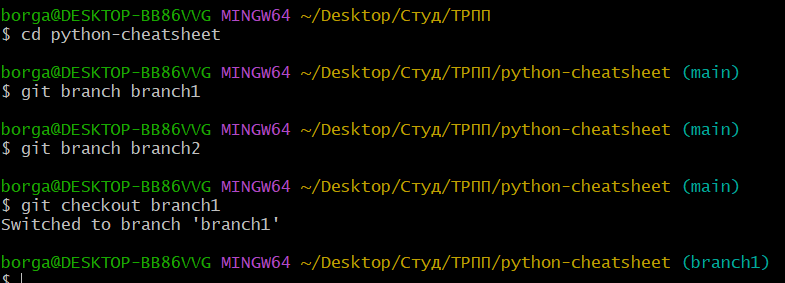 borga@DESKTOP-BB86VVG MINGW64 ~/Desktop/Студ/ТРПП
$ cd python-cheatsheet
borga@DESKTOP-BB86VVG MINGW64 ~/Desktop/Студ/ТРПП/python-cheatsheet (main)
$ git branch branch1
borga@DESKTOP-BB86VVG MINGW64 ~/Desktop/Студ/ТРПП/python-cheatsheet (main)
$ git branch branch2
borga@DESKTOP-BB86VVG MINGW64 ~/Desktop/Студ/ТРПП/python-cheatsheet (main)
$ git checkout branch1
Switched to branch 'branch1'
borga@DESKTOP-BB86VVG MINGW64 ~/Desktop/Студ/ТРПП/python-cheatsheet (branch1)
$